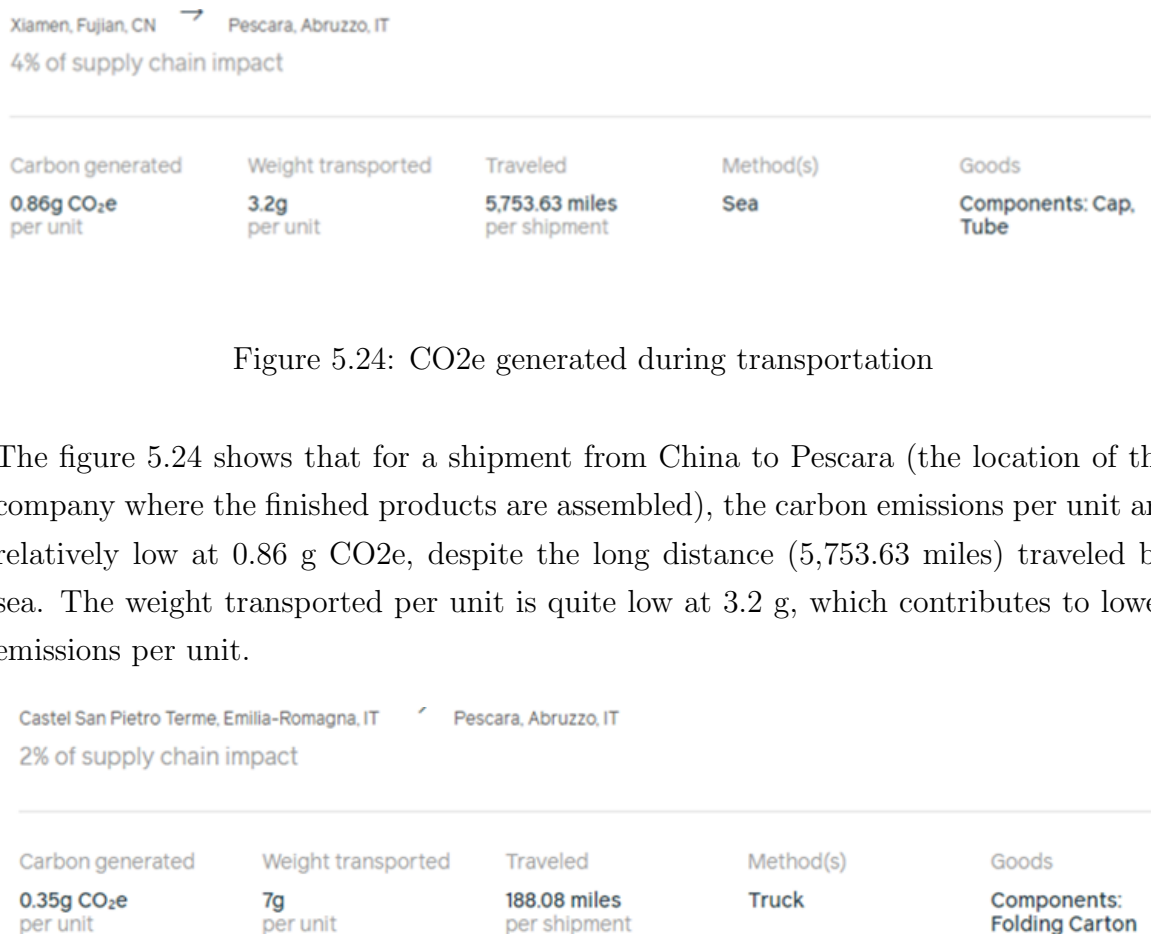 Xiamen, Fujian, CN → Pescara, Abruzzo, IT
4% of supply chain impact
Carbon generated Weight transported Traveled Method(s) Goods
0.86g CO₂e 3.2g 5,753.63 miles Sea Components: Cap,
per unit per unit per shipment Tube
Figure 5.24: CO2e generated during transportation
The figure 5.24 shows that for a shipment from China to Pescara (the location of th
company where the finished products are assembled), the carbon emissions per unit ar
relatively low at 0.86 g CO2e, despite the long distance (5,753.63 miles) traveled b
sea. The weight transported per unit is quite low at 3.2 g, which contributes to lowe
emissions per unit.
Castel San Pietro Terme, Emilia-Romagna, IT Pescara, Abruzzo, IT
2% of supply chain impact
Carbon generated Weight transported Traveled Method(s) Goods
0.35g CO₂e 7g 188.08 miles Truck Components:
per unit per unit per shipment Folding Carton